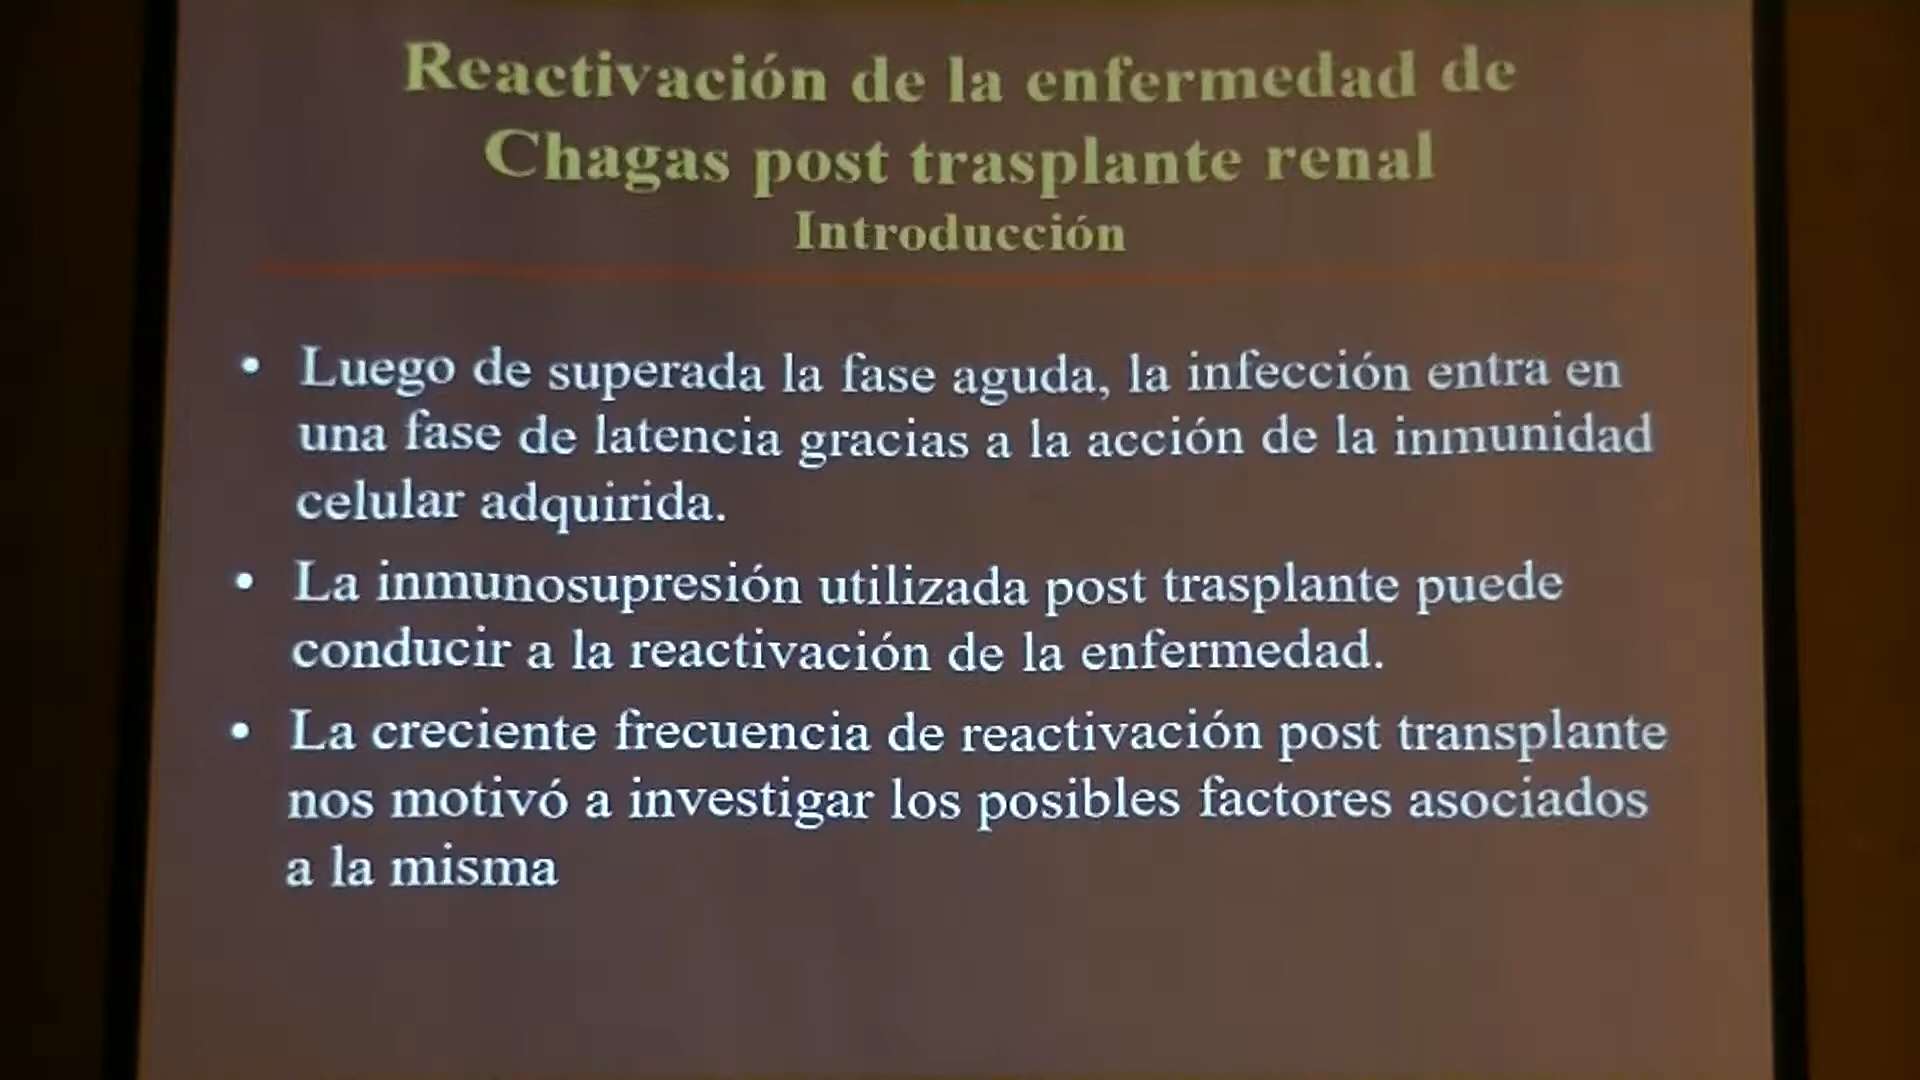 Reactivación de la enfermedad de
Chagas post trasplante renal
Introducción
• Luego de superada la fase aguda, la infección entra en
una fase de latencia gracias a la acción de la inmunidad
celular adquirida.
• La inmunosupresión utilizada post trasplante puede
conducir a la reactivación de la enfermedad.
• La creciente frecuencia de reactivación post transplante
nos motivó a investigar los posibles factores asociados
a la misma